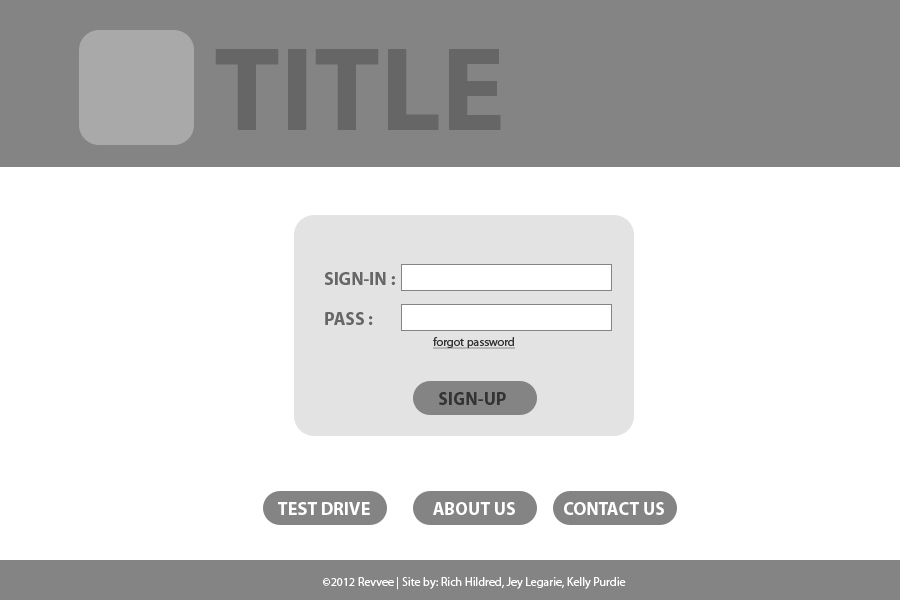 TITLE
SIGN-IN :
PASS :
forgot password
SIGN-UP
TEST DRIVE
ABOUT US
CONTACT US
©2012 Revvee | Site by: Rich Hildred, Jey Legarie, Kelly Purdie